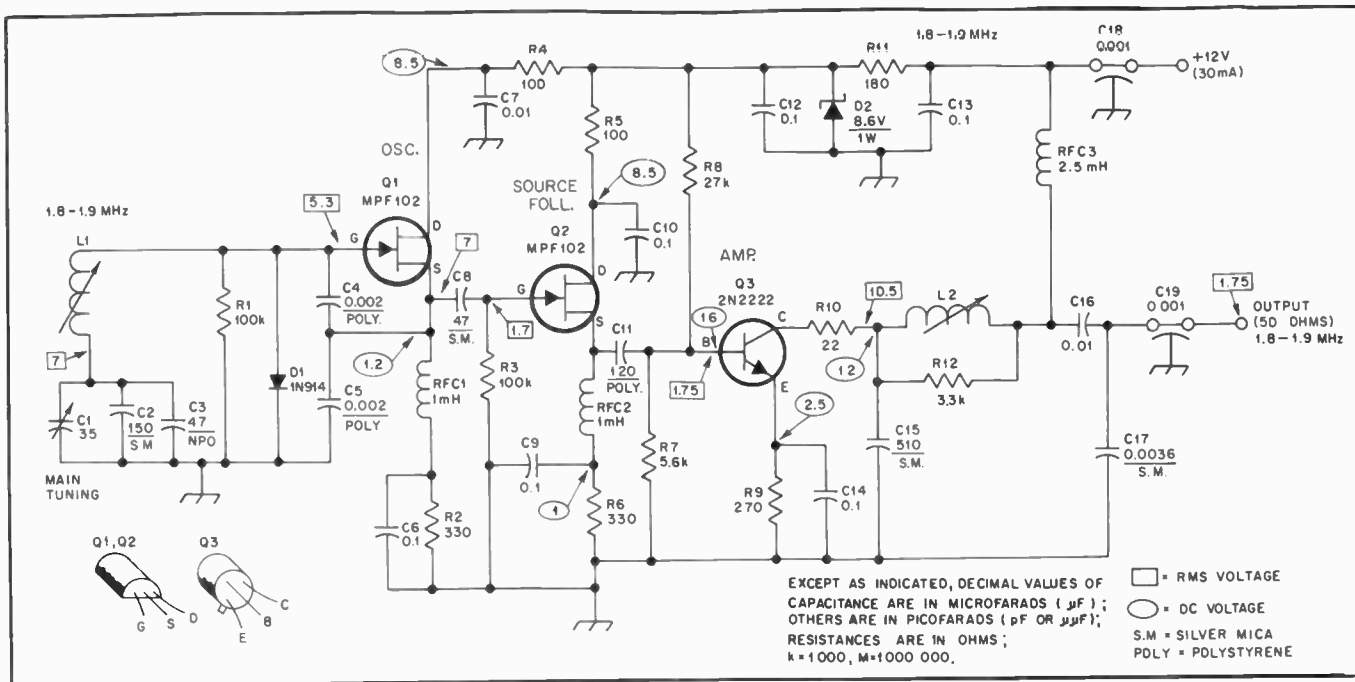 1.8-1.9 MHz
C18
0.001
+12V
(30mA)
8.5
R4
100
R11
180
C7
0.01
R5
100
C12
0.1
D2
8.6V
1W
C13
0.1
RFC3
2.5 mH
OSC.
Q1
MPF102
5.3
G
D
S
SOURCE
FOLL.
Q2
MPF102
8.5
C10
0.1
R8
27k
1.8-1.9 MHz
L1
7
R1
100k
C4
0.002
POLY.
7
C8
47
S.M.
G
D
S
1.7
AMP.
Q3
2N2222
16
B
C
E
1.75
R10
22
10.5
L2
12
R12
3.3k
C16
0.01
C19
0.001
1.75
OUTPUT
(50 OHMS)
1.8-1.9 MHz
D1
1N914
1.2
C5
0.002
POLY
RFC1
1mH
R3
100k
C11
120
POLY.
RFC2
1mH
R7
5.6k
2.5
C15
510
S.M.
C17
0.0036
S.M.
C1
35
C2
150
S M
C3
47
NPO
MAIN
TUNING
C9
0.1
1
R6
330
R9
270
C14
0.1
C6
0.1
R2
330
Q1,Q2
G
S
D
Q3
E
B
C
EXCEPT AS INDICATED, DECIMAL VALUES OF
CAPACITANCE ARE IN MICROFARADS (µF);
OTHERS ARE IN PICOFARADS (pF OR µµF);
RESISTANCES ARE IN OHMS;
k=1000, M=1000 000.
= RMS VOLTAGE
= DC VOLTAGE
S.M = SILVER MICA
POLY = POLYSTYRENE